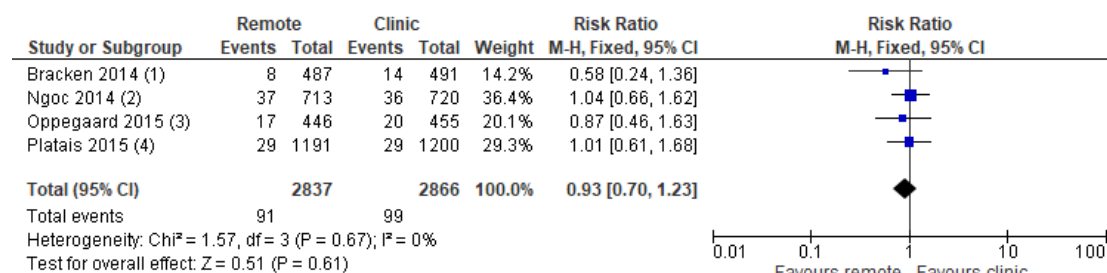 Remote Clinic Risk Ratio Risk Ratio
Study or Subgroup Events Total Events Total Weight M-H, Fixed, 95% CI M-H, Fixed, 95% CI
Bracken 2014 (1) 8 487 14 491 14.2% 0.58 [0.24, 1.36]
Ngoc 2014 (2) 37 713 36 720 36.4% 1.04 [0.66, 1.62]
Oppegaard 2015 (3) 17 446 20 455 20.1% 0.87 [0.46, 1.63]
Platais 2015 (4) 29 1191 29 1200 29.3% 1.01 [0.61, 1.68]
Total (95% CI) 2837 2866 100.0% 0.93 [0.70, 1.23]
Total events 91 99
Heterogeneity: Chi² = 1.57, df = 3 (P = 0.67); I² = 0%
Test for overall effect: Z = 0.51 (P = 0.61)
0.01 0.1 1 10 100
Favours remote Favours clinic